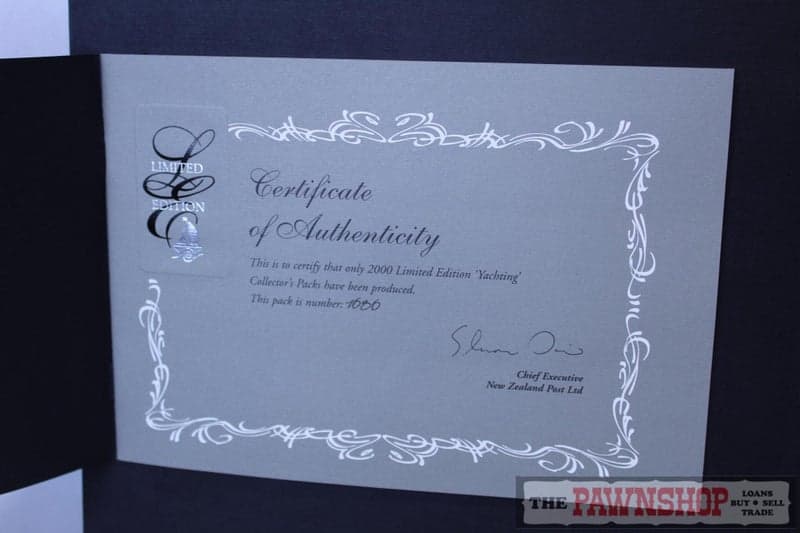 LIMITED
EDITION
Certificate
of Authenticity
This is to certify that only 2000 Limited Edition 'Yachting'
Collector's Packs have been produced.
This pack is number:
Chief Executive
New Zealand Post Ltd
THE PAWNSHOP
LOANS
BUY • SELL
TRADE